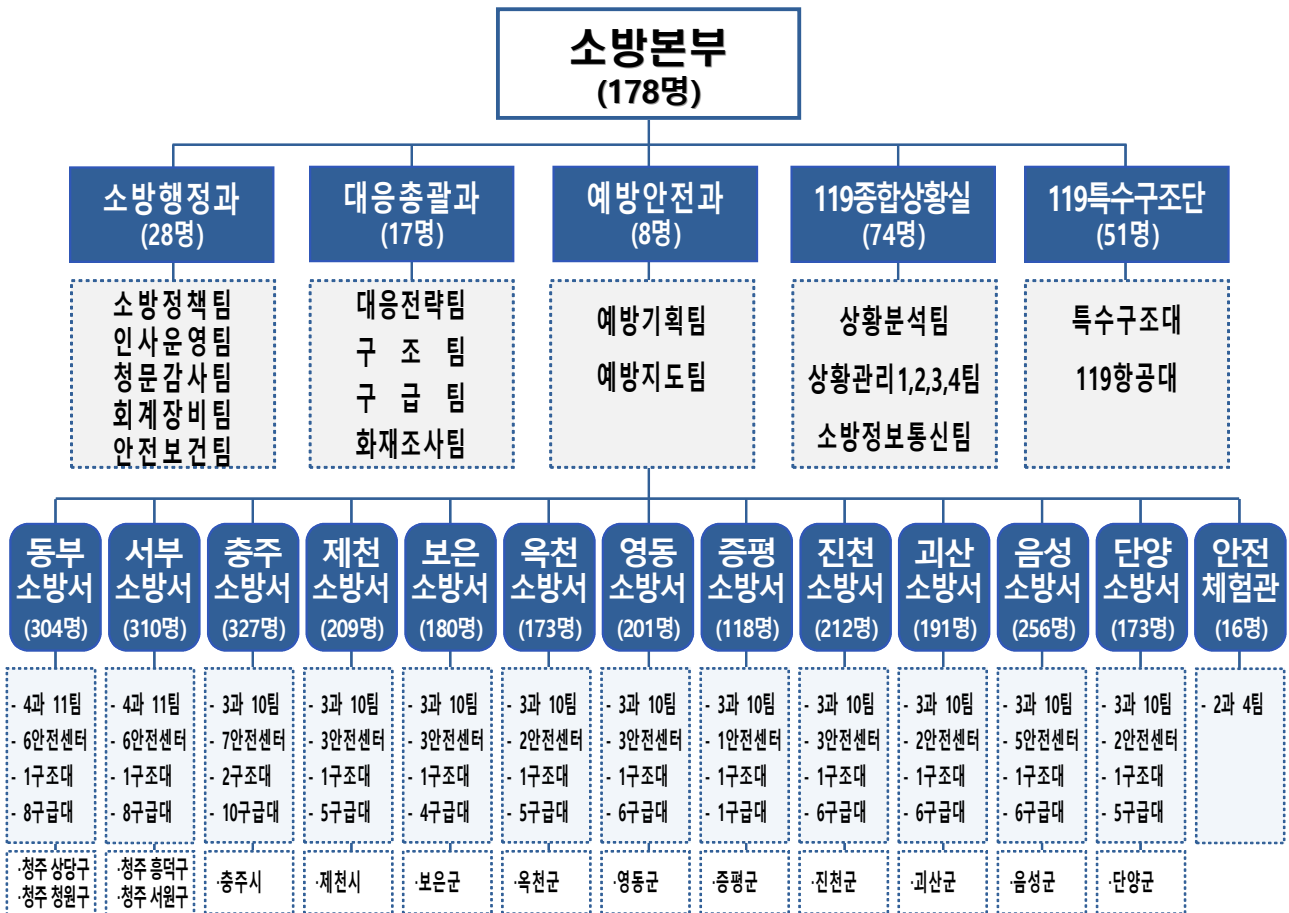 소방본부
(178명)
소방행정과
(28명)
대응총괄과
(17명)
예방안전과
(8명)
119종합상황실
(74명)
119특수구조단
(51명)
소방정책팀
인사운영팀
청문감사팀
회계장비팀
안전보건팀
대응전략팀
구 조 팀
구 급 팀
화재조사팀
예방기획팀
예방지도팀
상황분석팀
상황관리1,2,3,4팀
소방정보통신팀
특수구조대
119항공대
동부
소방서
(304명)
서부
소방서
(310명)
충주
소방서
(327명)
제천
소방서
(209명)
보은
소방서
(180명)
옥천
소방서
(173명)
영동
소방서
(201명)
증평
소방서
(118명)
진천
소방서
(212명)
괴산
소방서
(191명)
음성
소방서
(256명)
단양
소방서
(173명)
안전
체험관
(16명)
- 4과 11팀
- 6안전센터
- 1구조대
- 8구급대
- 4과 11팀
- 6안전센터
- 1구조대
- 8구급대
- 3과 10팀
- 7안전센터
- 2구조대
- 10구급대
- 3과 10팀
- 3안전센터
- 1구조대
- 5구급대
- 3과 10팀
- 3안전센터
- 1구조대
- 4구급대
- 3과 10팀
- 2안전센터
- 1구조대
- 5구급대
- 3과 10팀
- 3안전센터
- 1구조대
- 6구급대
- 3과 10팀
- 1안전센터
- 1구조대
- 1구급대
- 3과 10팀
- 3안전센터
- 1구조대
- 6구급대
- 3과 10팀
- 2안전센터
- 1구조대
- 6구급대
- 3과 10팀
- 5안전센터
- 1구조대
- 6구급대
- 3과 10팀
- 2안전센터
- 1구조대
- 5구급대
- 2과 4팀
·청주 상당구
·청주 청원구
·청주 흥덕구
·청주 서원구
·충주시
·제천시
·보은군
·옥천군
·영동군
·증평군
·진천군
·괴산군
·음성군
·단양군